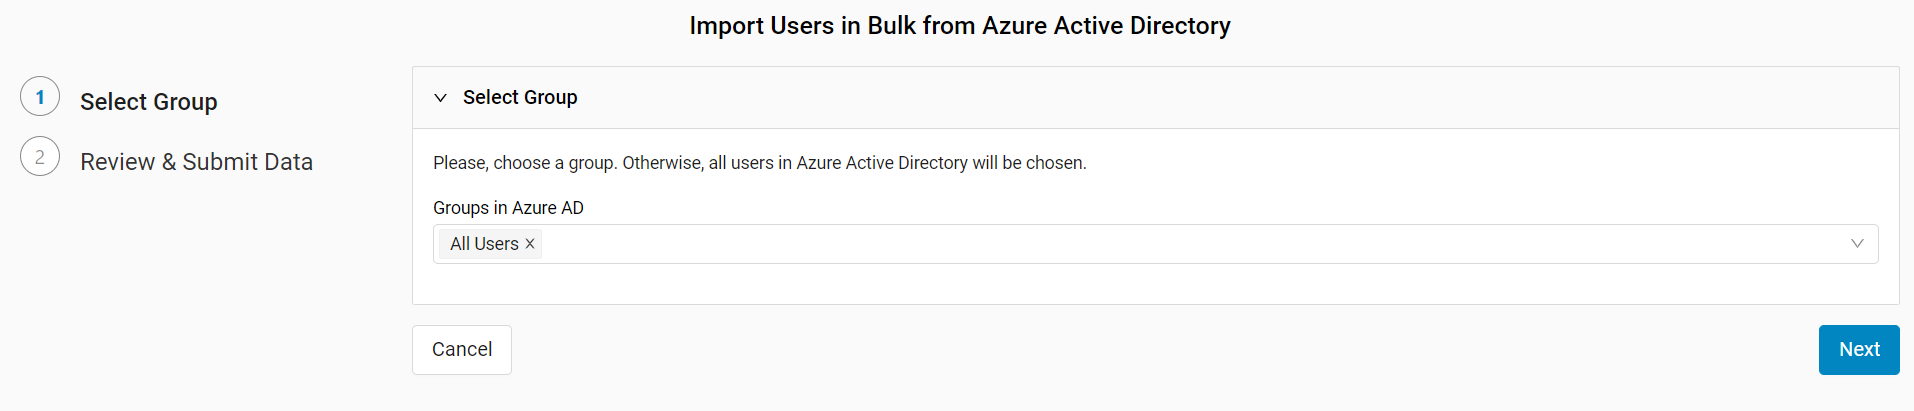 Import Users in Bulk from Azure Active Directory
1 Select Group
2 Review & Submit Data
Select Group
Please, choose a group. Otherwise, all users in Azure Active Directory will be chosen.
Groups in Azure AD
All Users
Cancel
Next